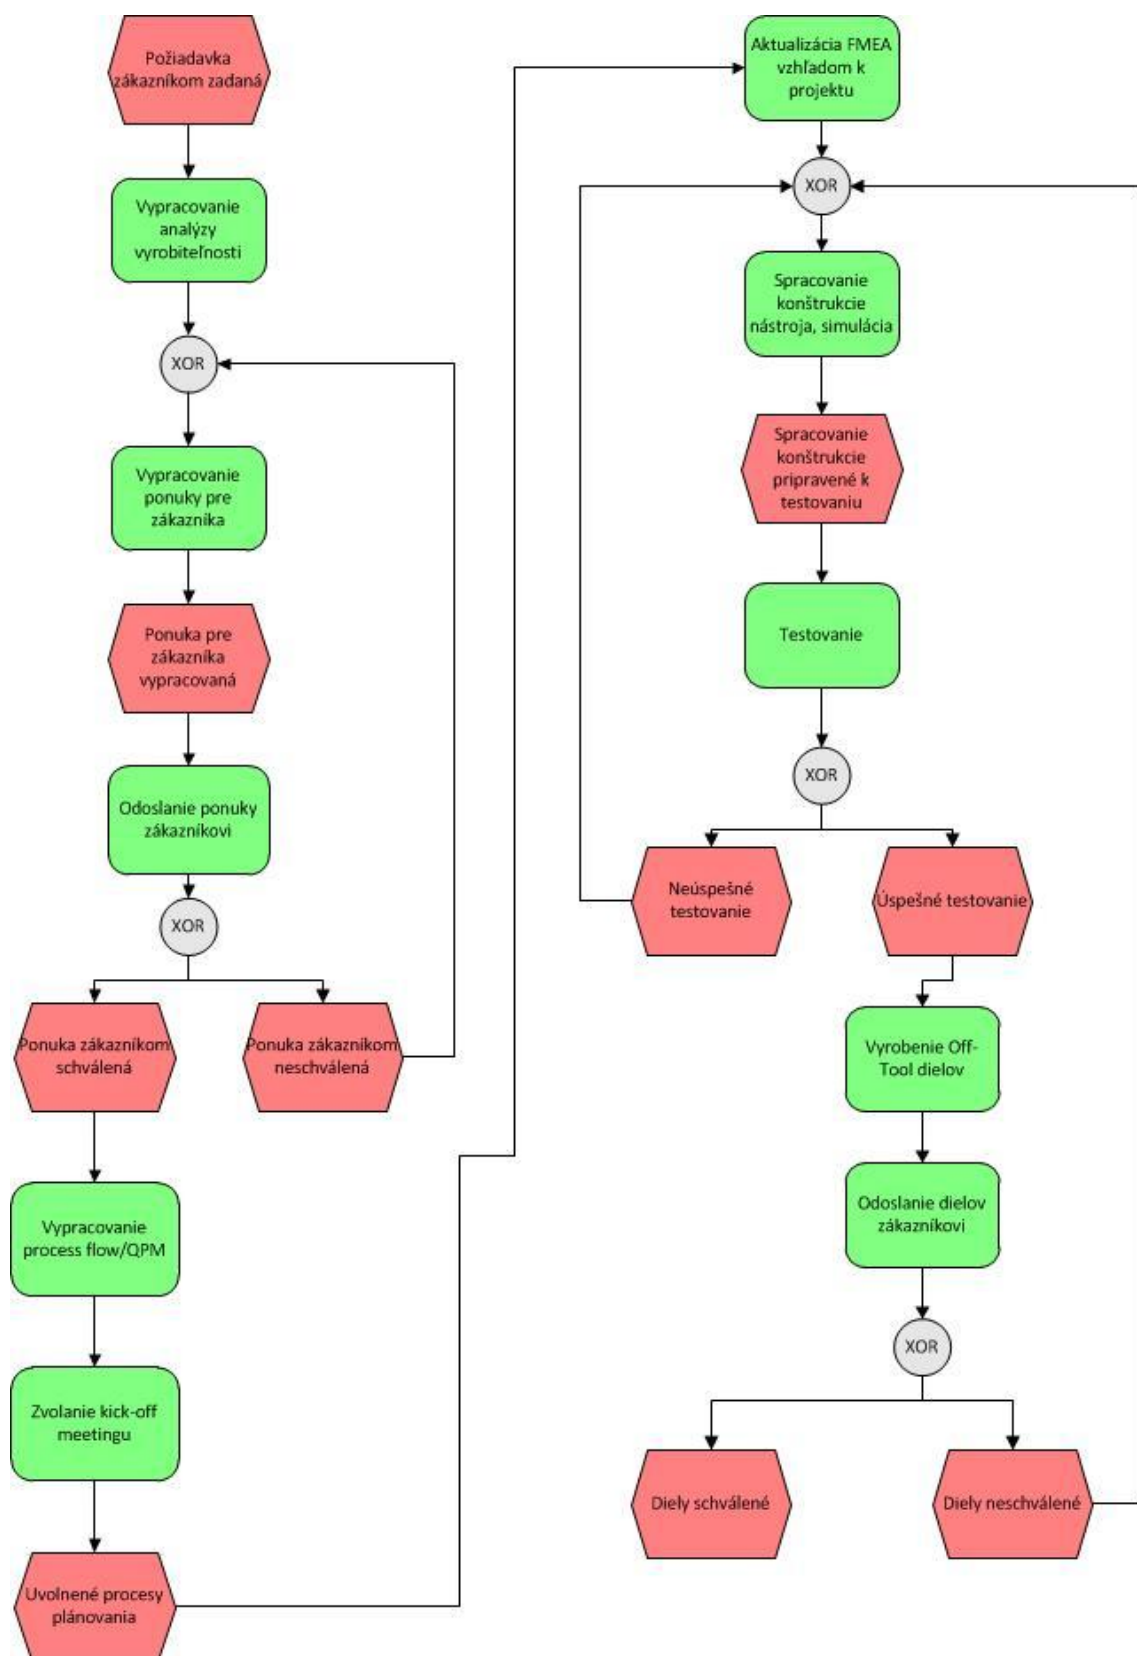 Požiadavka
zákazníkom zadaná
Vypracovanie
analýzy
vyrobiteľnosti
XOR
Vypracovanie
ponuky pre
zákaznika
Ponuka pre
zákaznika
vypracovaná
Odoslanie ponuky
zákazníkovi
XOR
Ponuka zákazníkom
schválená
Ponuka zákazníkom
neschválená
Vypracovanie
process flow/QPM
Zvolanie kick-off
meetingu
Uvolnené procesy
plánovania
Aktualizácia FMEA
vzhľadom k
projektu
XOR
Spracovanie
konštrukcie
nástroja, simulácia
Spracovanie
konštrukcie
pripravené k
testovaniu
Testovanie
XOR
Neúspešné
testovanie
Úspešné testovanie
Vyrobenie Off-
Tool dielov
Odoslanie dielov
zákazníkovi
XOR
Diely schválené
Diely neschválené